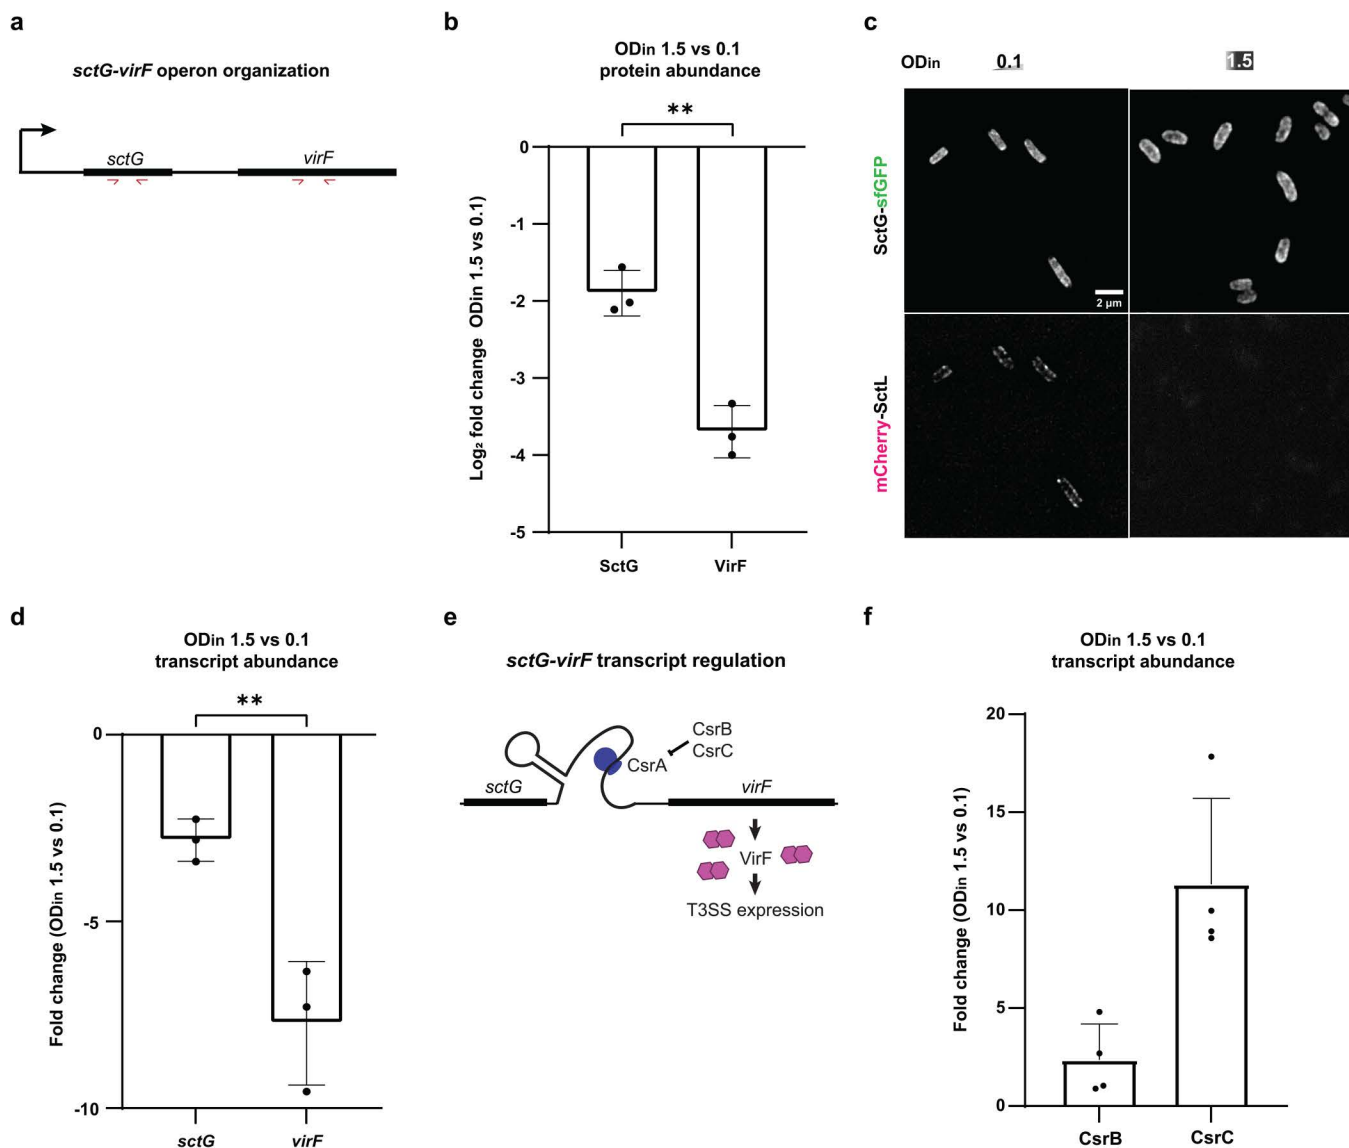 a
sctG-virF operon organization
sctG
virF
b
ODin 1.5 vs 0.1
protein abundance
**
Log₂ fold change ODin 1.5 vs 0.1)
0
-1
-2
-3
-4
-5
SctG
VirF
c
ODin
0.1
1.5
SctG-sfGFP
2 µm
mCherry-SctL
d
ODin 1.5 vs 0.1
transcript abundance
**
Fold change (ODin 1.5 vs 0.1)
0
-5
-10
sctG
virF
e
sctG-virF transcript regulation
CsrB
CsrC
CsrA
sctG
virF
VirF
T3SS expression
f
ODin 1.5 vs 0.1
transcript abundance
Fold change (ODin 1.5 vs 0.1)
20
15
10
5
0
CsrB
CsrC